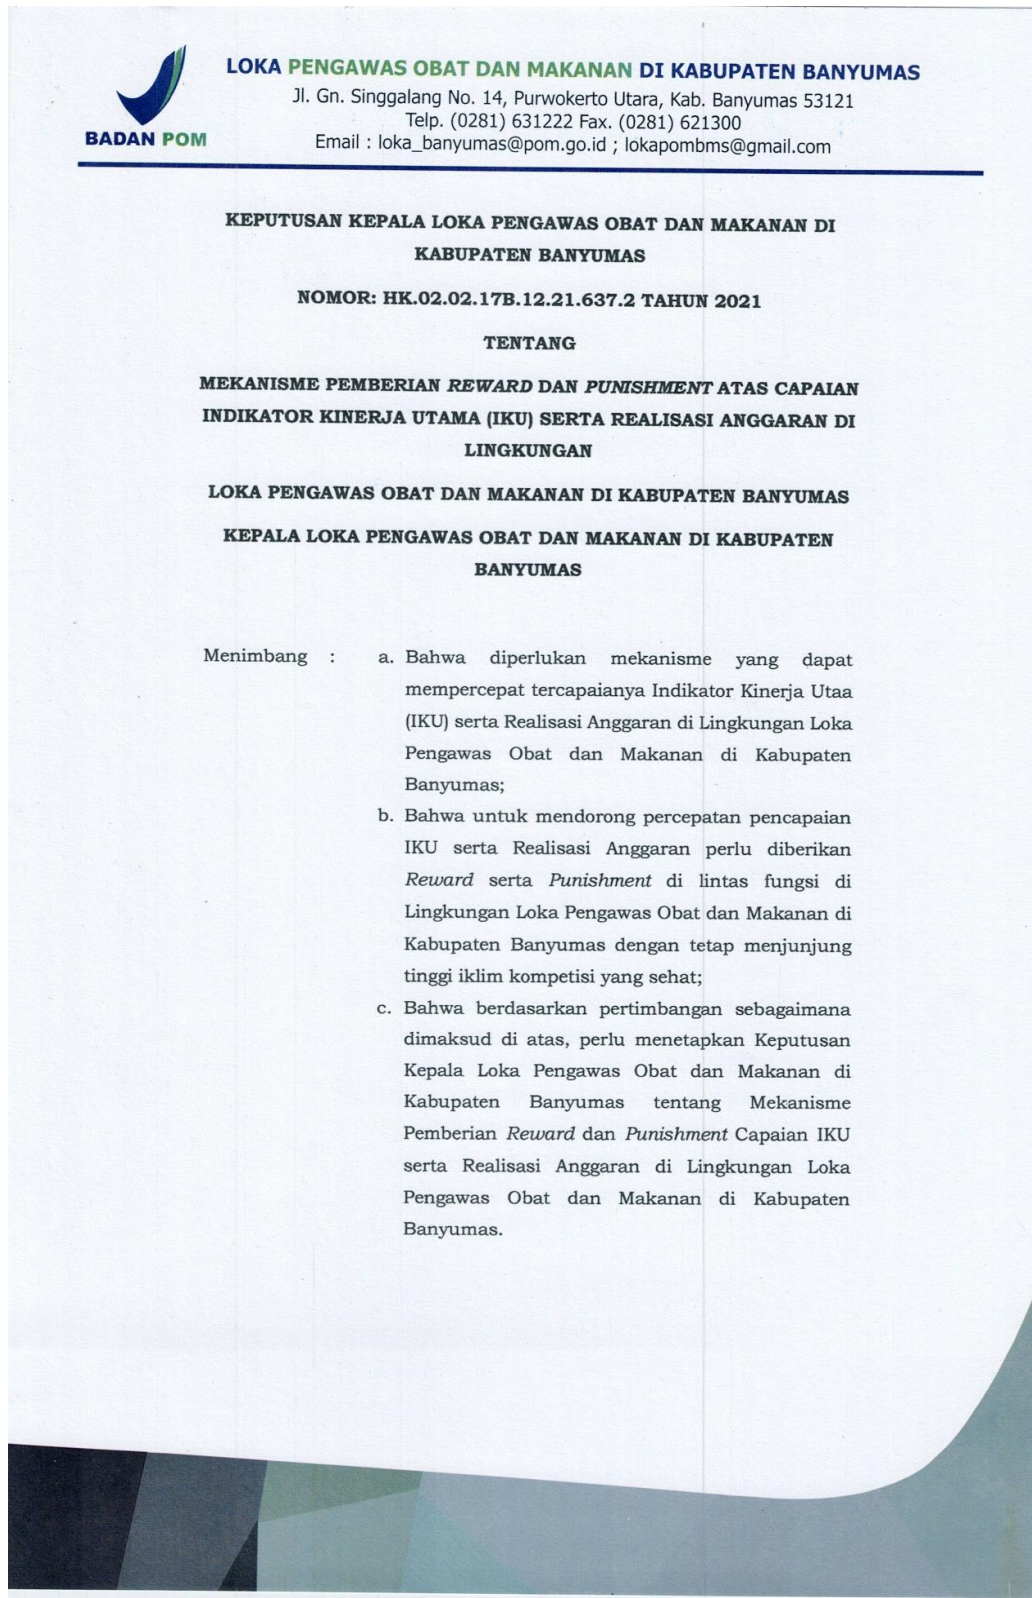 LOKA PENGAWAS OBAT DAN MAKANAN DI KABUPATEN BANYUMAS
Jl. Gn. Singgalang No. 14, Purwokerto Utara, Kab. Banyumas 53121
Telp. (0281) 631222 Fax. (0281) 621300
Email : loka_banyumas@pom.go.id ; lokapombms@gmail.com
BADAN POM
KEPUTUSAN KEPALA LOKA PENGAWAS OBAT DAN MAKANAN DI
KABUPATEN BANYUMAS
NOMOR: HK.02.02.17B.12.21.637.2 TAHUN 2021
TENTANG
MEKANISME PEMBERIAN REWARD DAN PUNISHMENT ATAS CAPAIAN
INDIKATOR KINERJA UTAMA (IKU) SERTA REALISASI ANGGARAN DI
LINGKUNGAN
LOKA PENGAWAS OBAT DAN MAKANAN DI KABUPATEN BANYUMAS
KEPALA LOKA PENGAWAS OBAT DAN MAKANAN DI KABUPATEN
BANYUMAS
Menimbang : a. Bahwa diperlukan mekanisme yang dapat
mempercepat tercapaianya Indikator Kinerja Utaa
(IKU) serta Realisasi Anggaran di Lingkungan Loka
Pengawas Obat dan Makanan di Kabupaten
Banyumas;
b. Bahwa untuk mendorong percepatan pencapaian
IKU serta Realisasi Anggaran perlu diberikan
Reward serta Punishment di lintas fungsi di
Lingkungan Loka Pengawas Obat dan Makanan di
Kabupaten Banyumas dengan tetap menjunjung
tinggi iklim kompetisi yang sehat;
c. Bahwa berdasarkan pertimbangan sebagaimana
dimaksud di atas, perlu menetapkan Keputusan
Kepala Loka Pengawas Obat dan Makanan di
Kabupaten Banyumas tentang Mekanisme
Pemberian Reward dan Punishment Capaian IKU
serta Realisasi Anggaran di Lingkungan Loka
Pengawas Obat dan Makanan di Kabupaten
Banyumas.